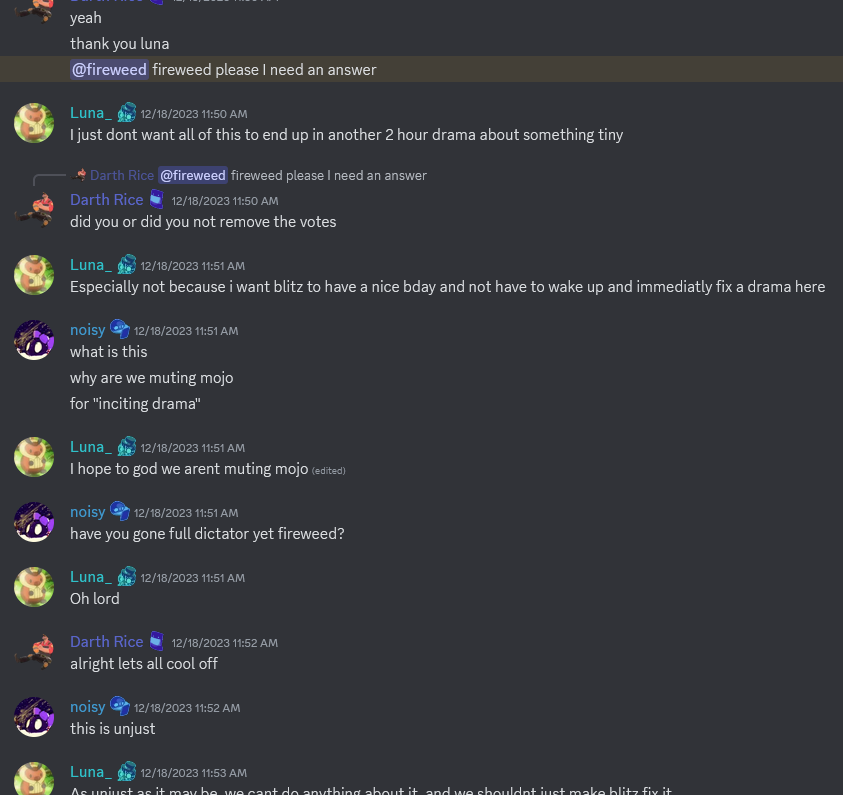 Darth Rice
yeah
thank you luna
@fireweed fireweed please I need an answer
Luna_ 12/18/2023 11:50 AM
I just dont want all of this to end up in another 2 hour drama about something tiny
Darth Rice @fireweed fireweed please I need an answer
Darth Rice 12/18/2023 11:50 AM
did you or did you not remove the votes
Luna_ 12/18/2023 11:51 AM
Especially not because i want blitz to have a nice bday and not have to wake up and immediatly fix a drama here
noisy 12/18/2023 11:51 AM
what is this
why are we muting mojo
for "inciting drama"
Luna_ 12/18/2023 11:51 AM
I hope to god we arent muting mojo (edited)
noisy 12/18/2023 11:51 AM
have you gone full dictator yet fireweed?
Luna_ 12/18/2023 11:51 AM
Oh lord
Darth Rice 12/18/2023 11:52 AM
alright lets all cool off
noisy 12/18/2023 11:52 AM
this is unjust
Luna_ 12/18/2023 11:53 AM
As unjust as it may be, we cant do anything about it, and we shouldnt just make blitz fix it